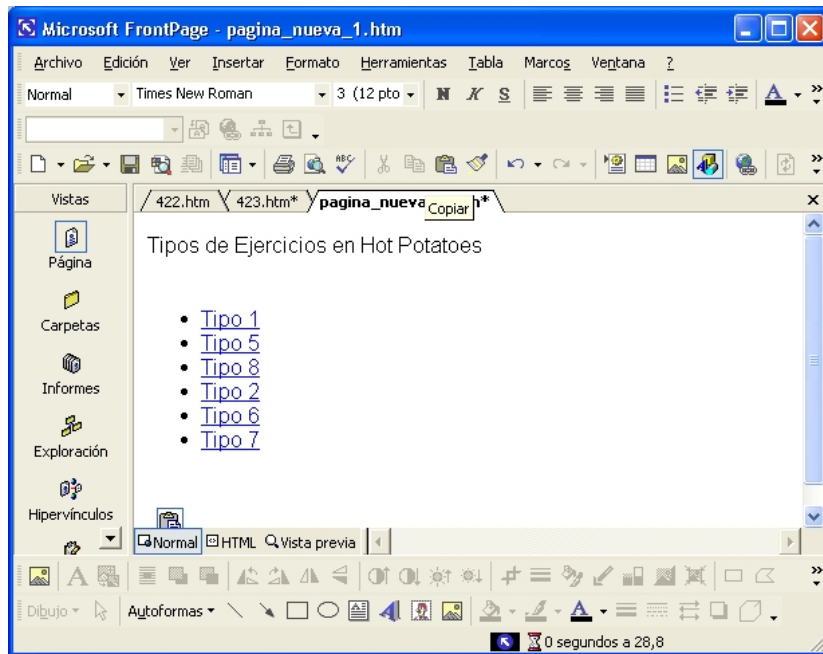 Microsoft FrontPage - pagina_nueva_1.htm
Archivo Edición Ver Insertar Formato Herramientas Tabla Marcos Ventana ?
Normal Times New Roman 3 (12 pto N K S A
ABC
Vistas 422.htm 423.htm* pagina_nueva h*
Copiar
Página
Carpetas
Informes
Exploración
Hipervínculos
Tipos de Ejercicios en Hot Potatoes
• Tipo 1
• Tipo 5
• Tipo 8
• Tipo 2
• Tipo 6
• Tipo 7
Normal HTML Vista previa
A
Dibujo Autoformas A
0 segundos a 28,8